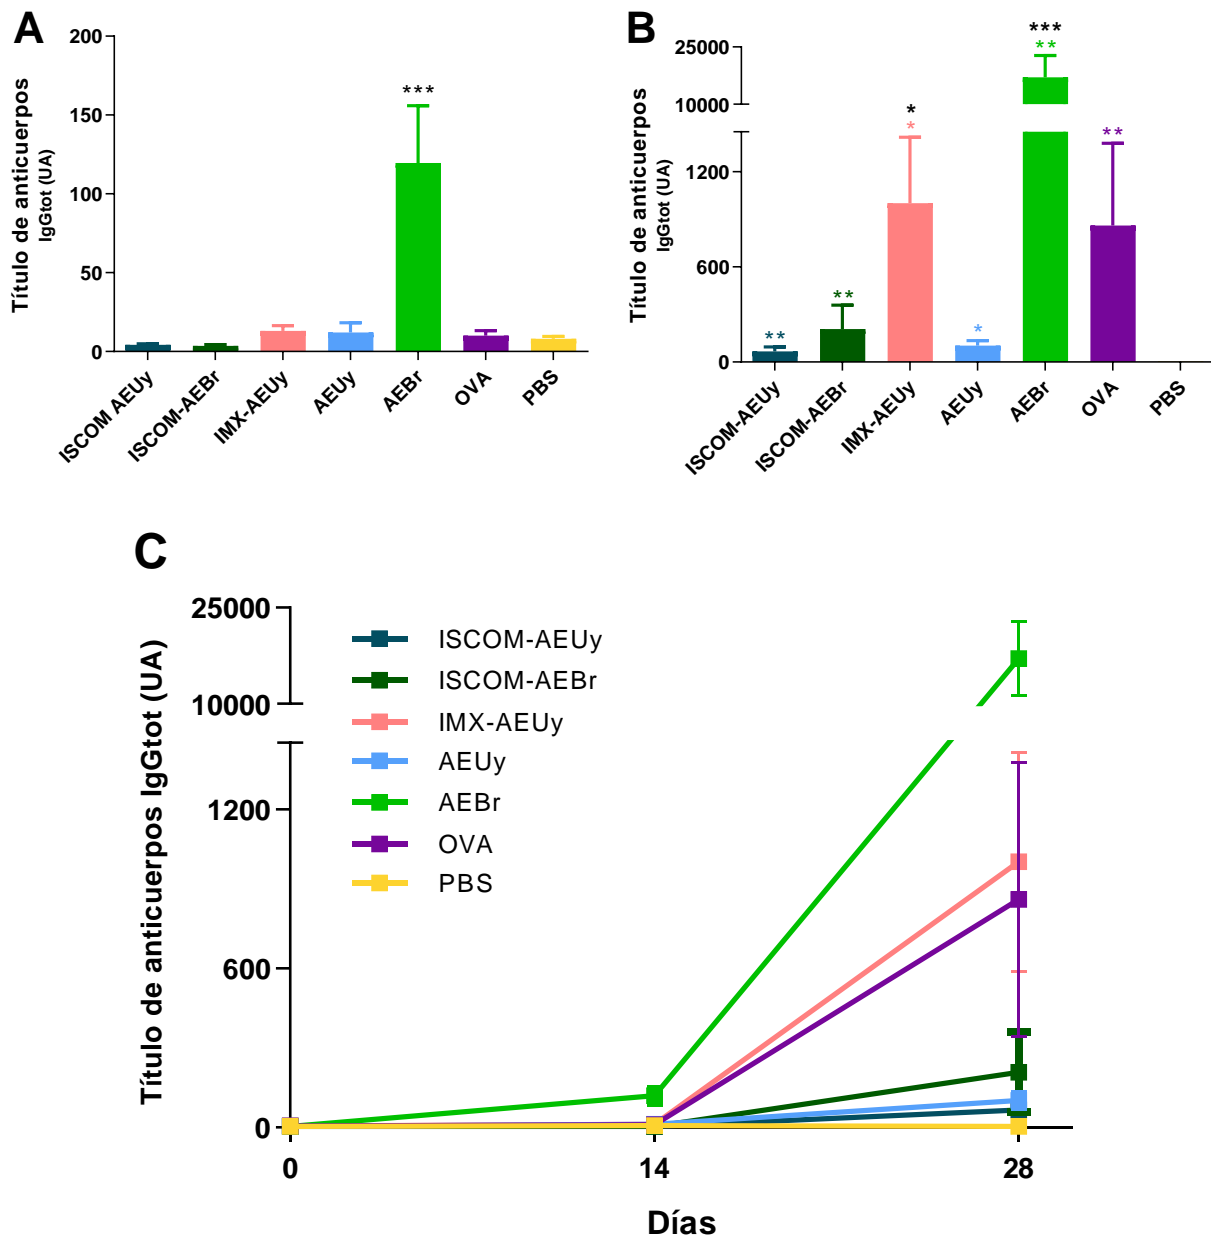 A
Título de anticuerpos
IgGtot (UA)
200
150
100
50
0
***
ISCOM AEUy
ISCOM-AEBr
IMX-AEUy
AEUy
AEBr
OVA
PBS
B
Título de anticuerpos
IgGtot (UA)
25000
10000
1200
600
0
**
**
*
*
*
***
**
**
ISCOM-AEUy
ISCOM-AEBr
IMX-AEUy
AEUy
AEBr
OVA
PBS
C
Título de anticuerpos IgGtot (UA)
25000
10000
1200
600
0
ISCOM-AEUy
ISCOM-AEBr
IMX-AEUy
AEUy
AEBr
OVA
PBS
0
14
28
Días